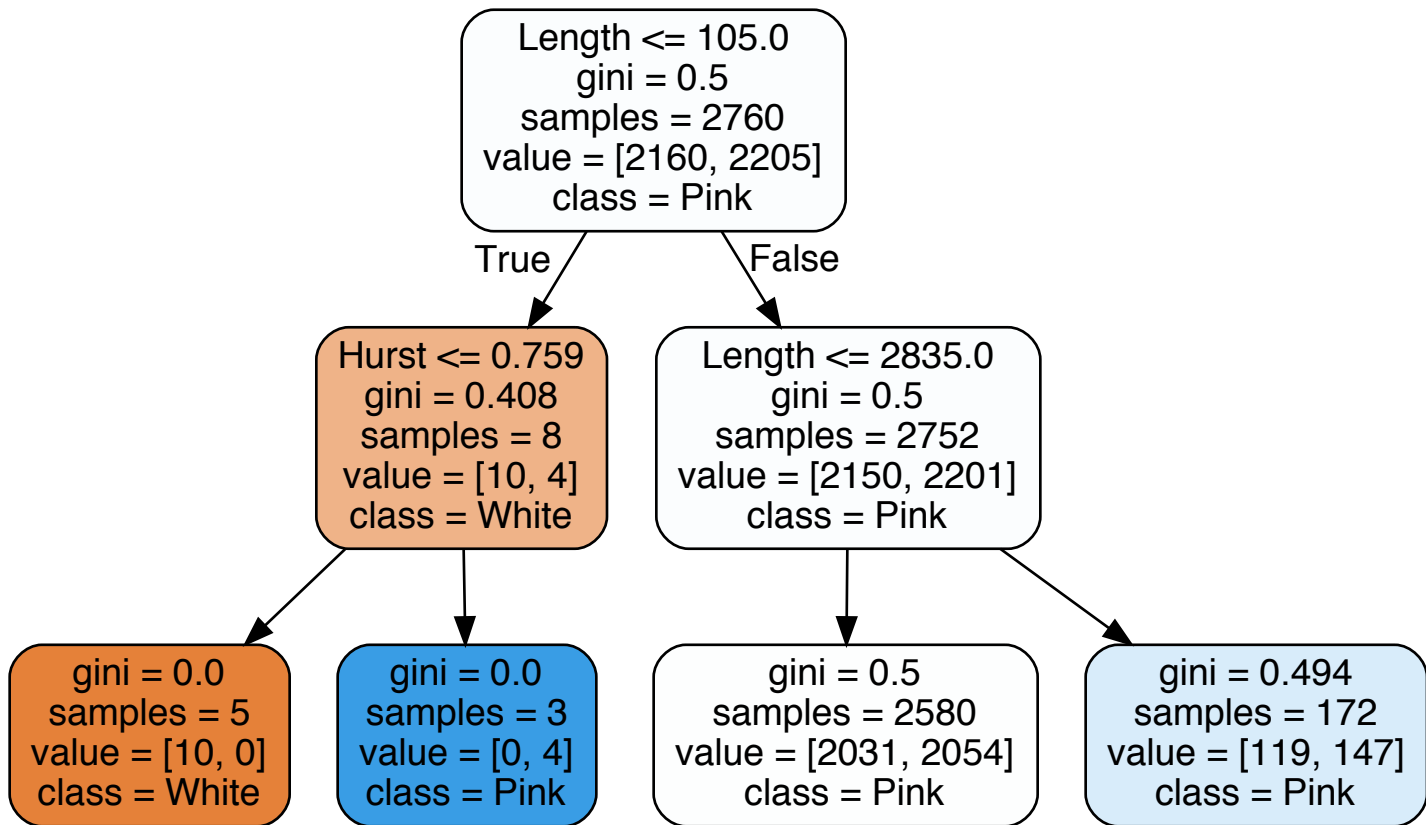 Length <= 105.0
gini = 0.5
samples = 2760
value = [2160, 2205]
class = Pink
True
False
Hurst <= 0.759
gini = 0.408
samples = 8
value = [10, 4]
class = White
Length <= 2835.0
gini = 0.5
samples = 2752
value = [2150, 2201]
class = Pink
gini = 0.0
samples = 5
value = [10, 0]
class = White
gini = 0.0
samples = 3
value = [0, 4]
class = Pink
gini = 0.5
samples = 2580
value = [2031, 2054]
class = Pink
gini = 0.494
samples = 172
value = [119, 147]
class = Pink